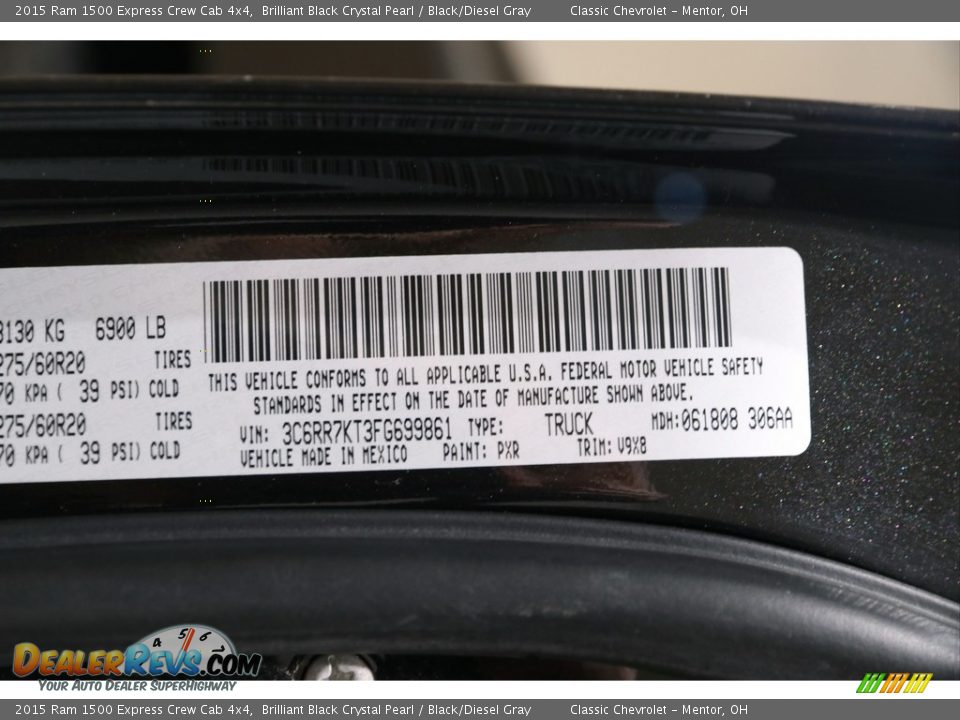 2015 Ram 1500 Express Crew Cab 4x4, Brilliant Black Crystal Pearl / Black/Diesel Gray Classic Chevrolet - Mentor, OH
3130 KG 6900 LB
275/60R20 TIRES
70 KPA ( 39 PSI) COLD
275/60R20 TIRES
70 KPA ( 39 PSI) COLD
THIS VEHICLE CONFORMS TO ALL APPLICABLE U.S.A. FEDERAL MOTOR VEHICLE SAFETY
STANDARDS IN EFFECT ON THE DATE OF MANUFACTURE SHOWN ABOVE.
VIN: 3C6RR7KT3FG699861 TYPE: TRUCK MDH:061808 306AA
VEHICLE MADE IN MEXICO PAINT: PXR TRIM: V9X8
4 5 6
DEALERREVS.COM
YOUR AUTO DEALER SUPERHIGHWAY
2015 Ram 1500 Express Crew Cab 4x4, Brilliant Black Crystal Pearl / Black/Diesel Gray Classic Chevrolet - Mentor, OH